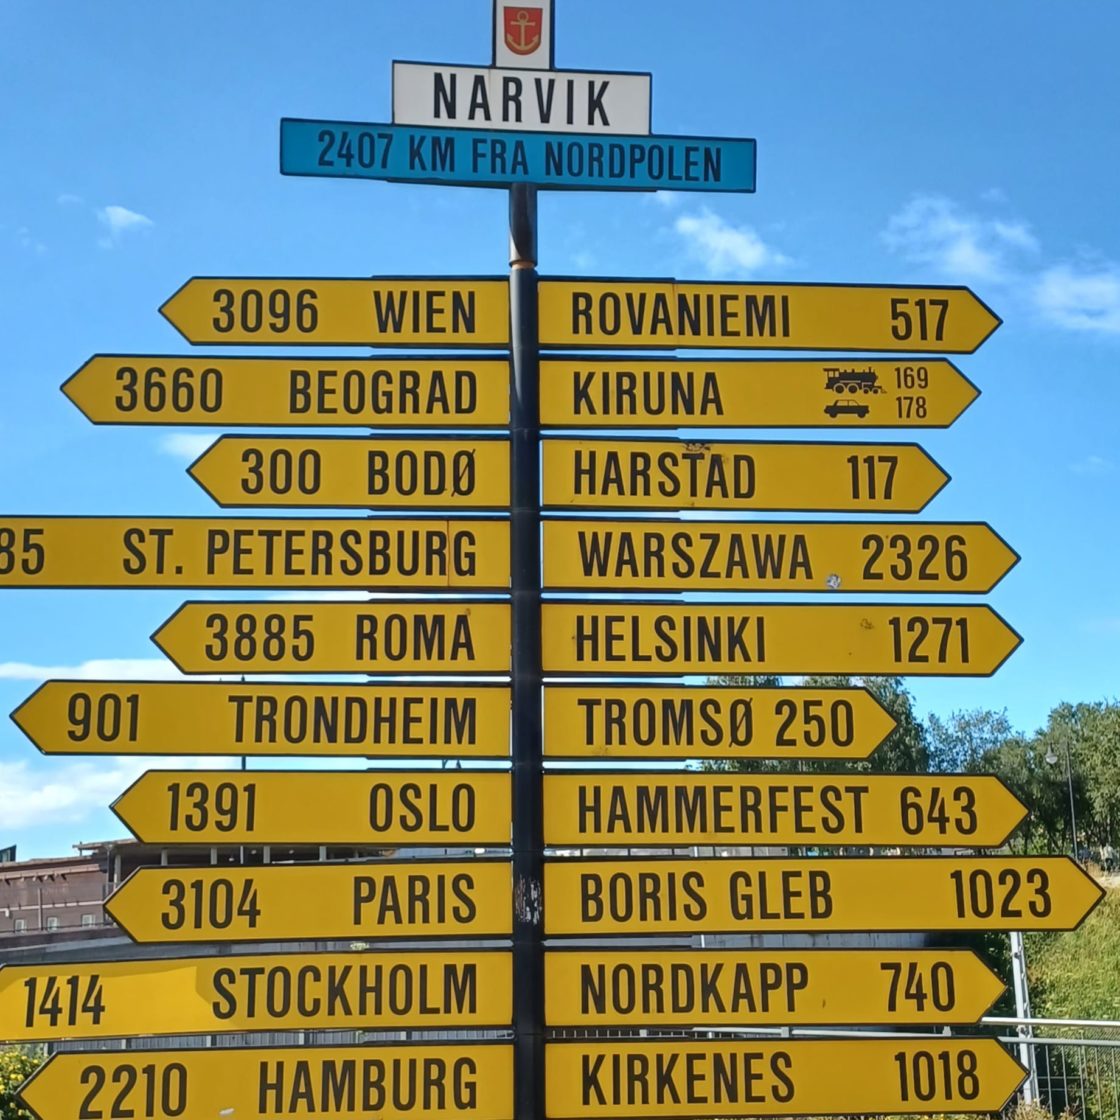 NARVIK
2407 KM FRA NORDPOLEN
3096 WIEN
ROVANIEMI 517
3660 BEOGRAD
KIRUNA 169
178
300 BODØ
HARSTAD 117
85 ST. PETERSBURG
WARSZAWA 2326
3885 ROMA
HELSINKI 1271
901 TRONDHEIM
TROMSØ 250
1391 OSLO
HAMMERFEST 643
3104 PARIS
BORIS GLEB 1023
1414 STOCKHOLM
NORDKAPP 740
2210 HAMBURG
KIRKENES 1018